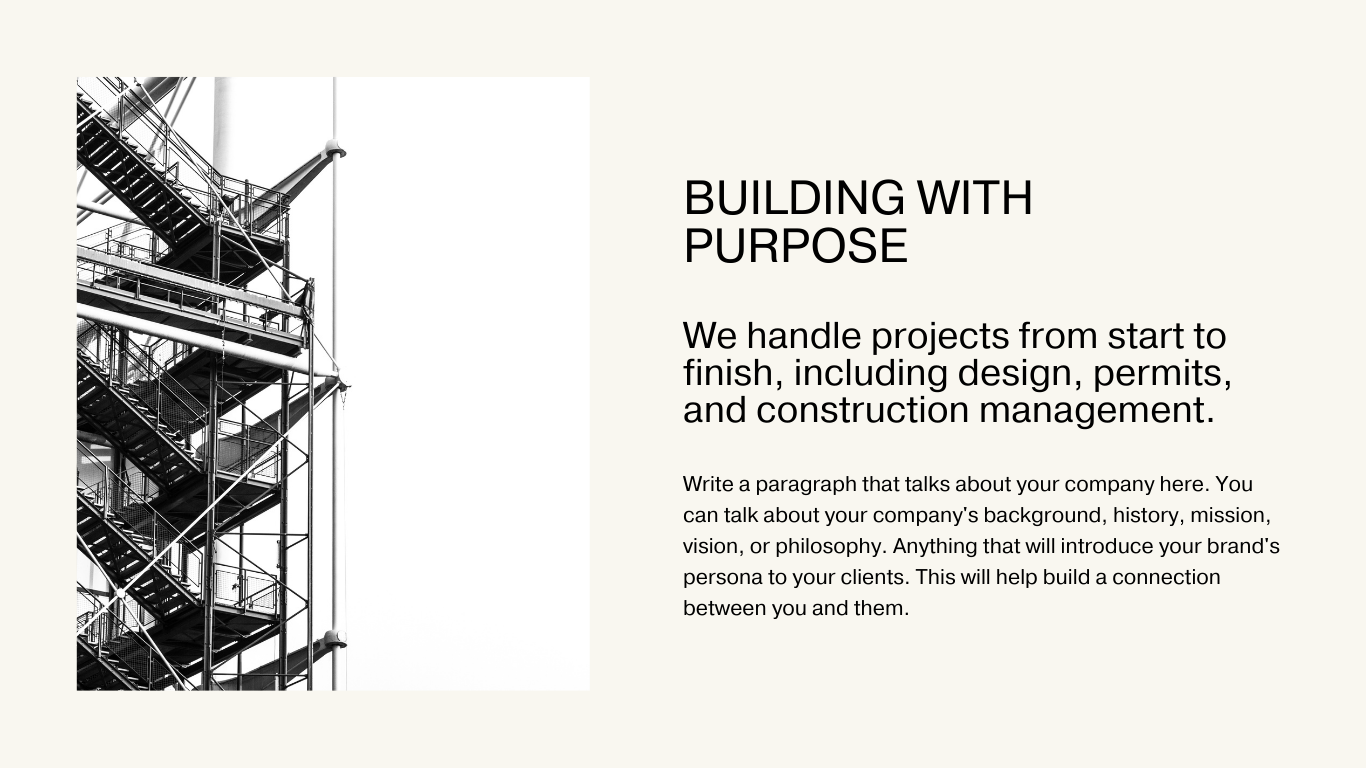 BUILDING WITH
PURPOSE
We handle projects from start to
finish, including design, permits,
and construction management.
Write a paragraph that talks about your company here. You
can talk about your company's background, history, mission,
vision, or philosophy. Anything that will introduce your brand's
persona to your clients. This will help build a connection
between you and them.